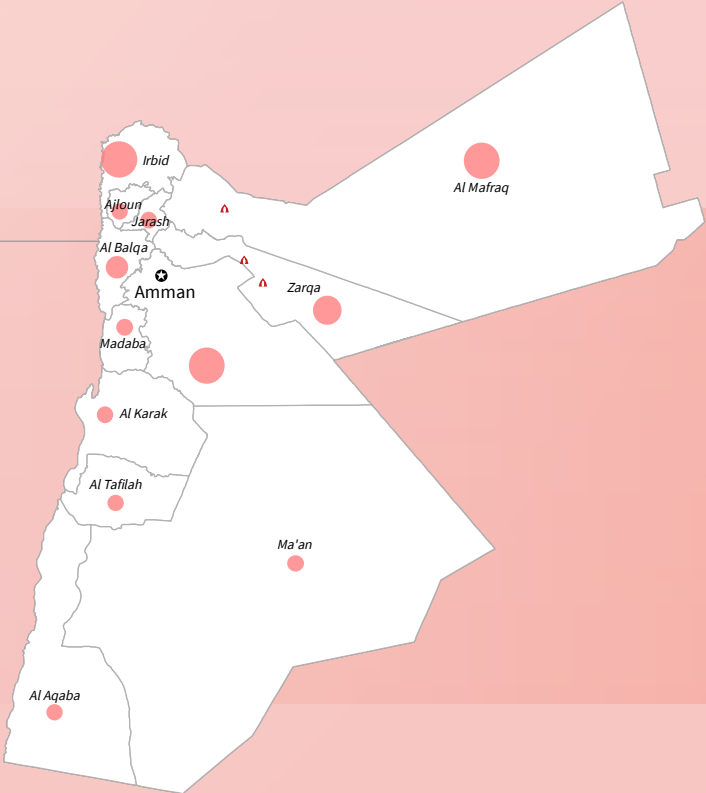 Irbid
Al Mafraq
Ajloun
Jarash
Al Balqa
Zarqa
Amman
Madaba
Al Karak
Al Tafilah
Ma'an
Al Aqaba